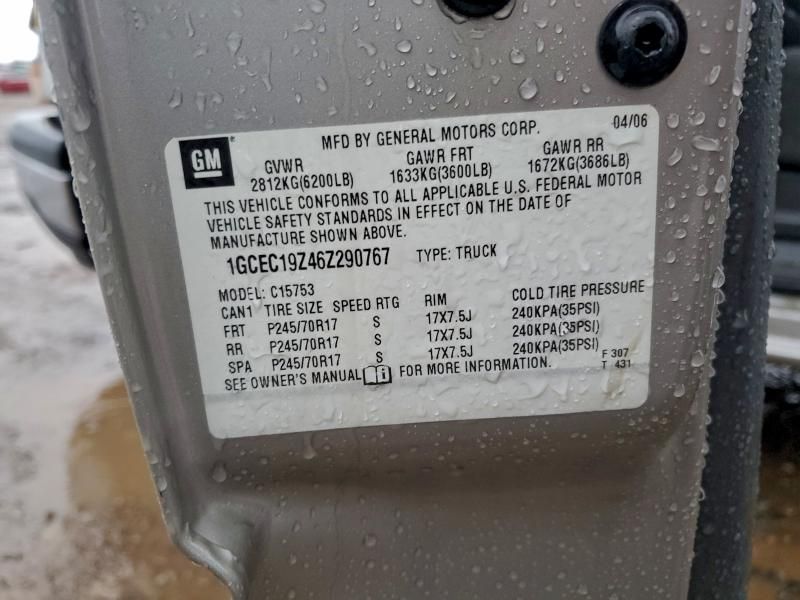 MFD BY GENERAL MOTORS CORP. 04/06
GM
GVWR GAWR FRT GAWR RR
2812KG(6200LB) 1633KG(3600LB) 1672KG(3686LB)
THIS VEHICLE CONFORMS TO ALL APPLICABLE U.S. FEDERAL MOTOR
VEHICLE SAFETY STANDARDS IN EFFECT ON THE DATE OF
MANUFACTURE SHOWN ABOVE.
1GCEC19Z46Z290767 TYPE: TRUCK
MODEL: C15753
CAN1 TIRE SIZE SPEED RTG RIM COLD TIRE PRESSURE
FRT P245/70R17 S 17X7.5J 240KPA(35PSI)
RR P245/70R17 S 17X7.5J 240KPA(35PSI)
SPA P245/70R17 S 17X7.5J 240KPA(35PSI)
SEE OWNER'S MANUAL FOR MORE INFORMATION.
F 307
T 431